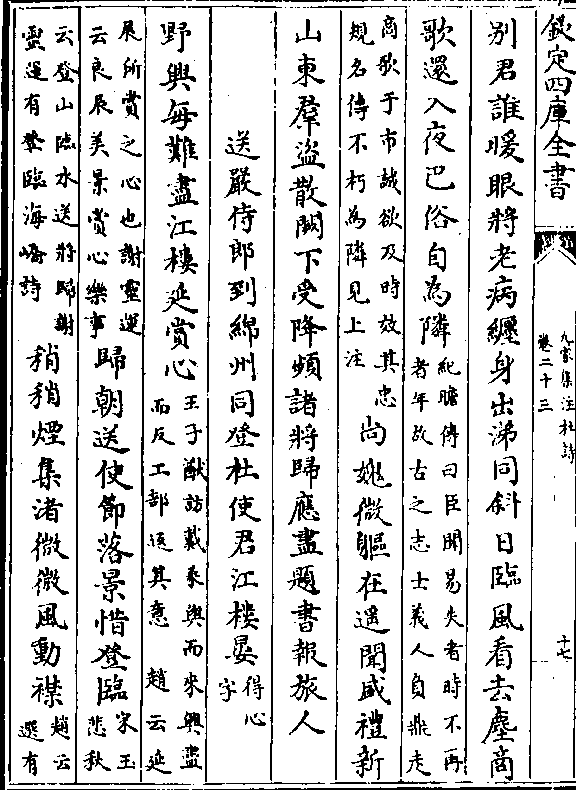 欽定四庫全書
九家集注杜詩
卷二十三
十七
別君誰暖眼將老病纏身出涕同斜日臨風看去塵商
歌還入夜巴俗自為隣
紀瞻傳曰臣聞易失者時不再
者年故古之志士義人自鼎走
商歌于市誠欲及時效其忠
規名傳不朽為隣見上注
尚媿微軀在遥聞盛禮新
山東羣盜散闕下受降頻諸將歸應盡題書報旅人
送嚴侍郎到綿州同登杜使君江樓晏
得心
字
野興每難盡江樓延賞心
王子猷訪戴乘興而來興盡
而反工部返其意 趙云延
展所賞之心也謝靈運
云良辰美景賞心樂事
歸朝送使節落景惜登臨
宋玉
悲秋
云登山臨水送將歸謝
靈運有登臨海嶠詩
稍稍煙集渚微微風動襟
趙云
選有